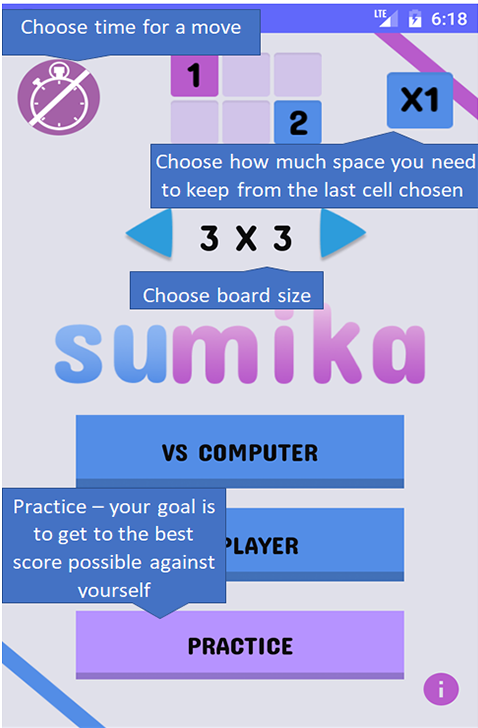 LTE 6:18
Choose time for a move
1
X1
2
Choose how much space you need
to keep from the last cell chosen
3 X 3
Choose board size
sumika
VS COMPUTER
Practice – your goal is
to get to the best
score possible against
yourself
PLAYER
PRACTICE
i